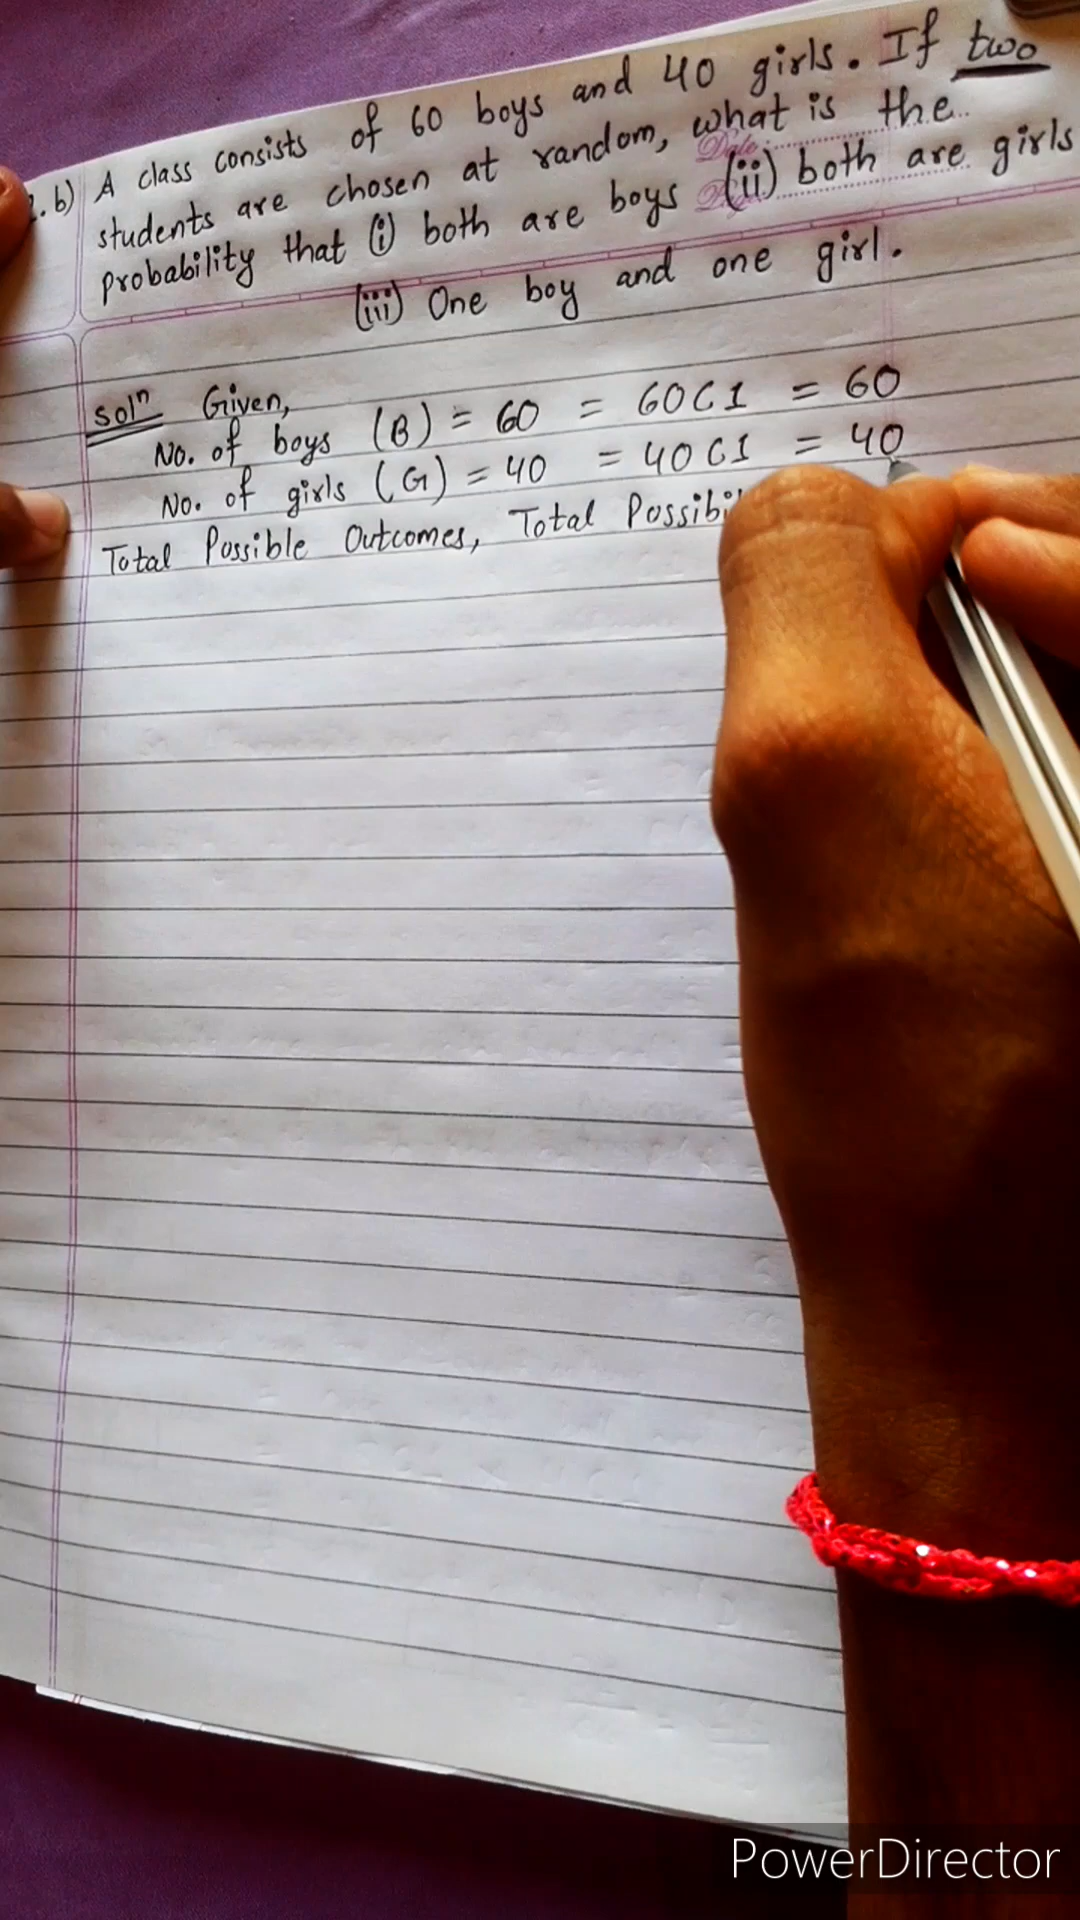 b) A class consists of 60 boys and 40 girls. If two
students are chosen at random, what is the
probability that (i) both are boys (ii) both are girls
(iii) One boy and one girl.
Date
Solⁿ Given,
No. of boys (B) = 60 = 60C1 = 60
No. of girls (G) = 40 = 40C1 = 40
Total Possible Outcomes, Total
PowerDirector